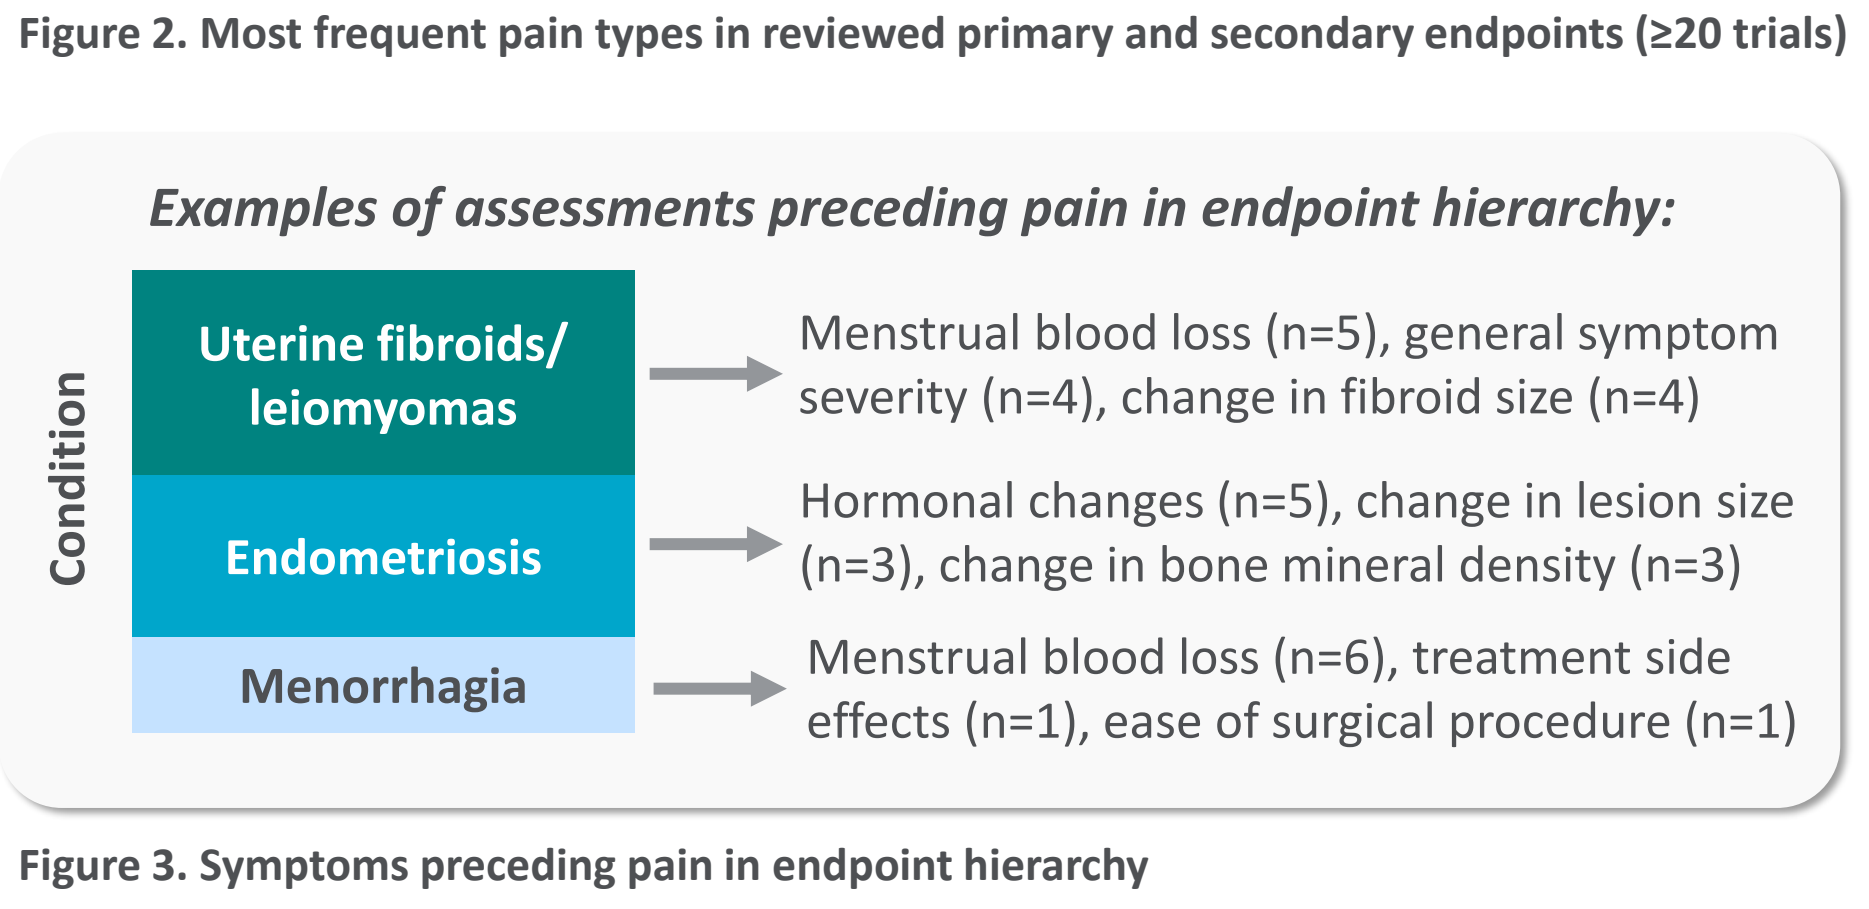 Figure 2. Most frequent pain types in reviewed primary and secondary endpoints (≥20 trials)
Examples of assessments preceding pain in endpoint hierarchy:
Condition
Uterine fibroids/
leiomyomas
Menstrual blood loss (n=5), general symptom
severity (n=4), change in fibroid size (n=4)
Endometriosis
Hormonal changes (n=5), change in lesion size
(n=3), change in bone mineral density (n=3)
Menorrhagia
Menstrual blood loss (n=6), treatment side
effects (n=1), ease of surgical procedure (n=1)
Figure 3. Symptoms preceding pain in endpoint hierarchy